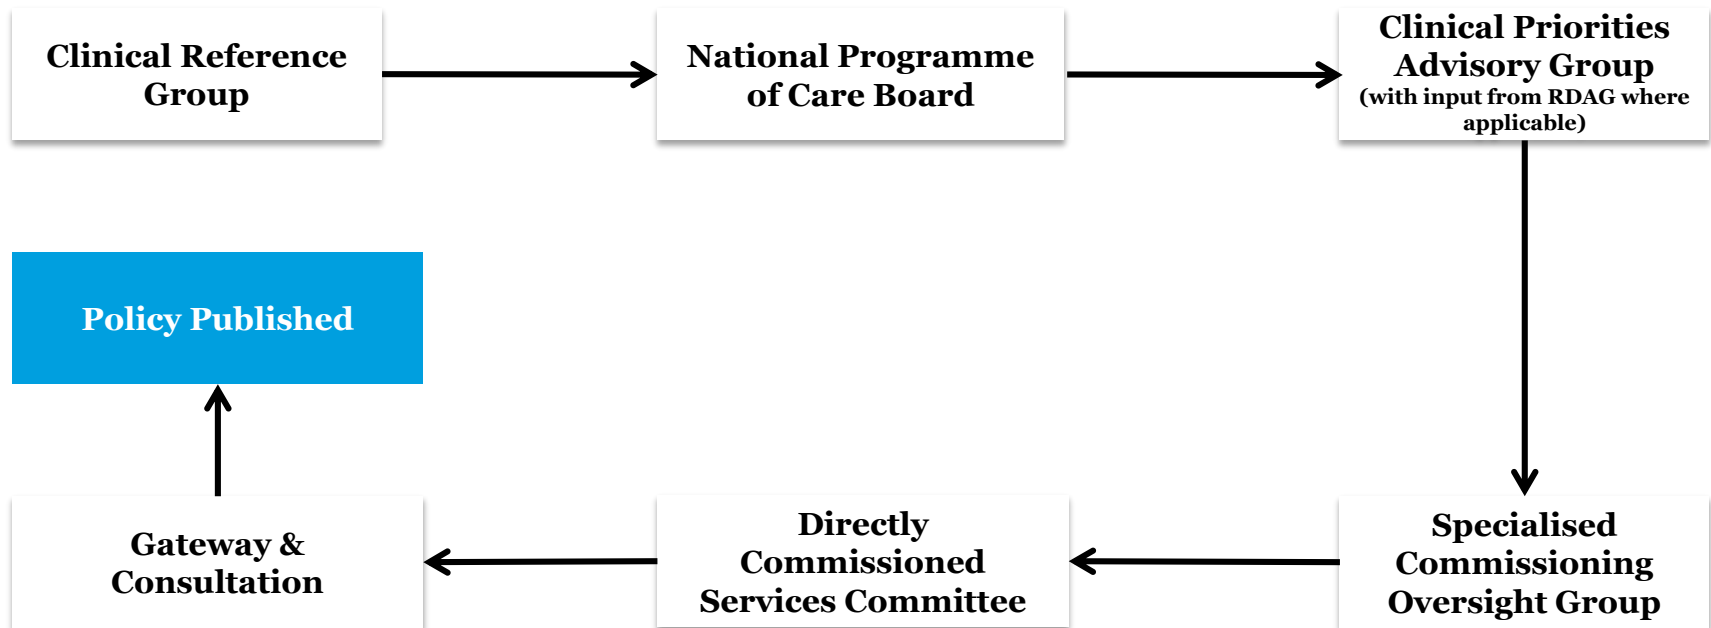 Clinical Reference
Group
National Programme
of Care Board
Clinical Priorities
Advisory Group
(with input from RDAG where
applicable)
Policy Published
Gateway &
Consultation
Directly
Commissioned
Services Committee
Specialised
Commissioning
Oversight Group